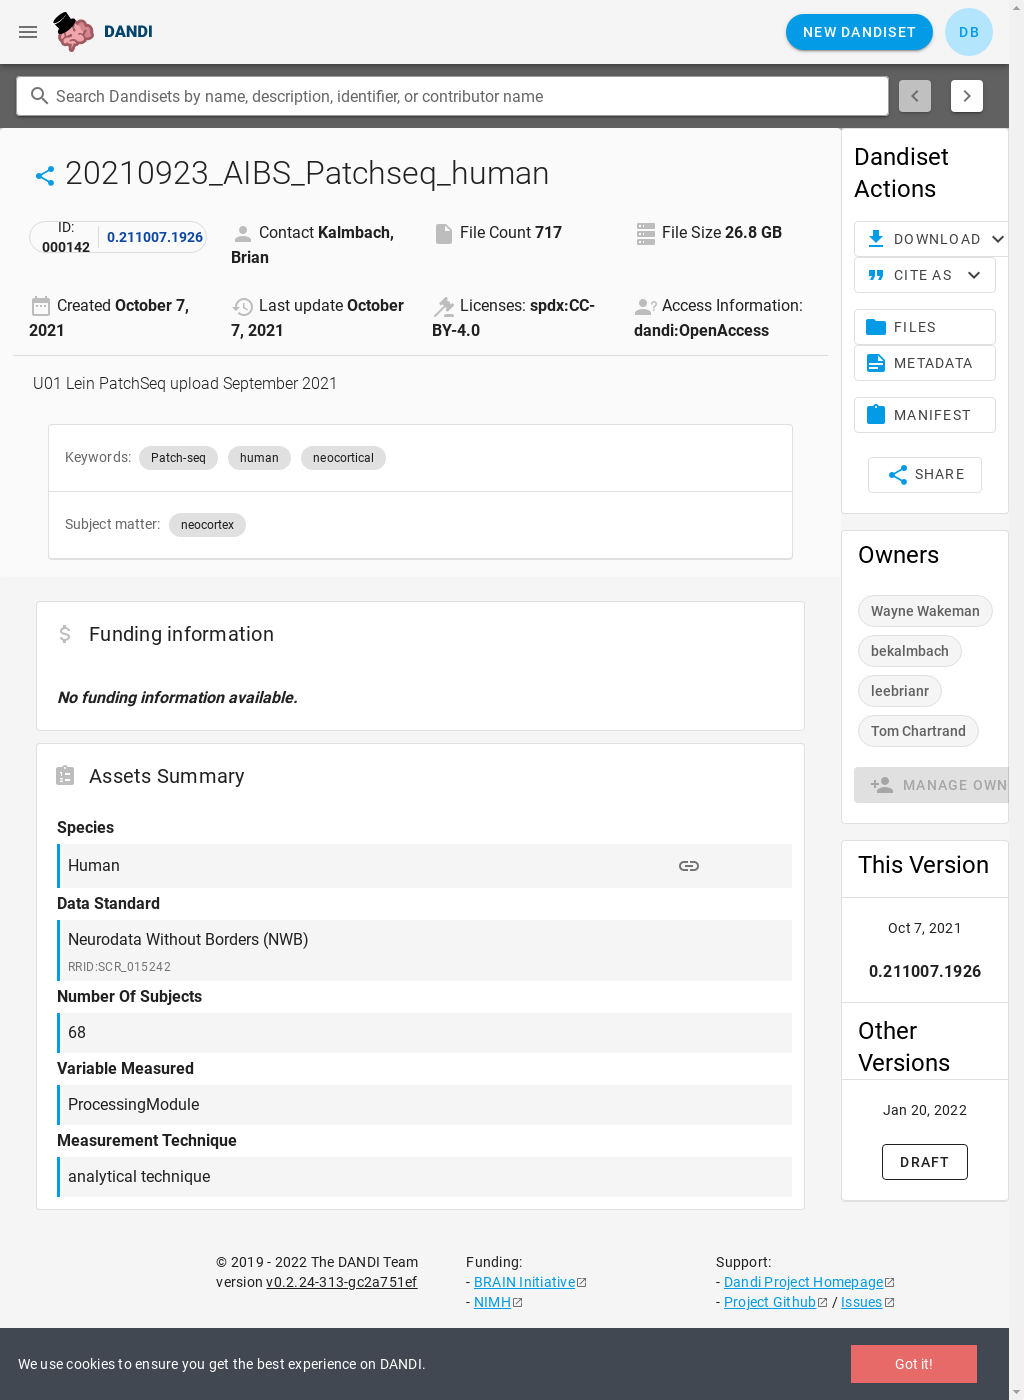 DANDI
NEW DANDISET
DB
Search Dandisets by name, description, identifier, or contributor name
20210923_AIBS_Patchseq_human
ID: 000142
0.211007.1926
Contact Kalmbach, Brian
File Count 717
File Size 26.8 GB
Created October 7, 2021
Last update October 7, 2021
Licenses: spdx:CC-BY-4.0
Access Information: dandi:OpenAccess
U01 Lein PatchSeq upload September 2021
Keywords: Patch-seq human neocortical
Subject matter: neocortex
Funding information
No funding information available.
Assets Summary
Species
Human
Data Standard
Neurodata Without Borders (NWB)
RRID:SCR_015242
Number Of Subjects
68
Variable Measured
ProcessingModule
Measurement Technique
analytical technique
Dandiset
Actions
DOWNLOAD
CITE AS
FILES
METADATA
MANIFEST
SHARE
Owners
Wayne Wakeman
bekalmbach
leebrianr
Tom Chartrand
MANAGE OWN
This Version
Oct 7, 2021
0.211007.1926
Other
Versions
Jan 20, 2022
DRAFT
© 2019 - 2022 The DANDI Team
version v0.2.24-313-gc2a751ef
Funding:
- BRAIN Initiative
- NIMH
Support:
- Dandi Project Homepage
- Project Github / Issues
We use cookies to ensure you get the best experience on DANDI.
Got it!